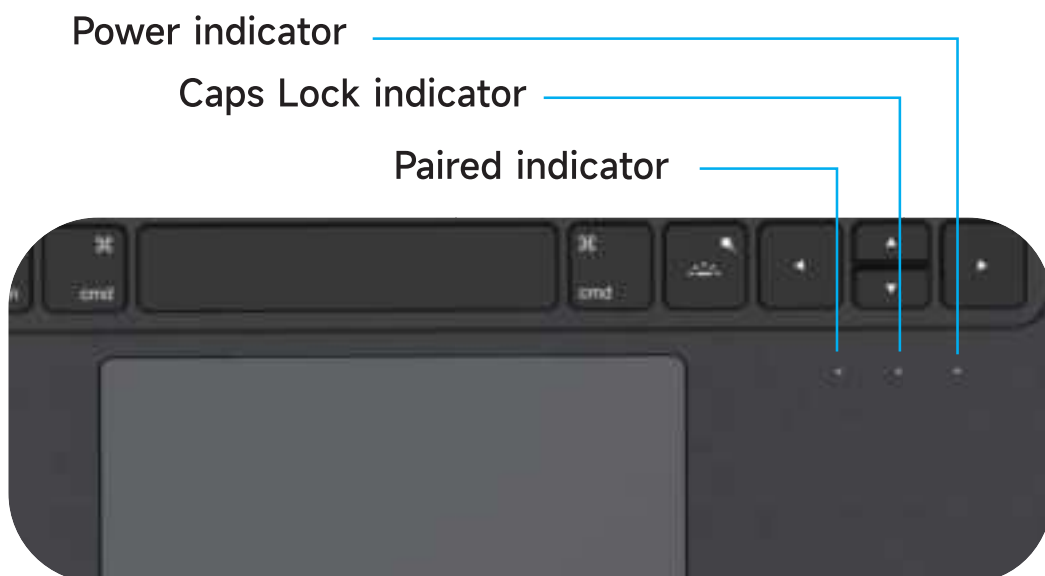 Power indicator
Caps Lock indicator
Paired indicator
⌘ ⌘
cmd cmd